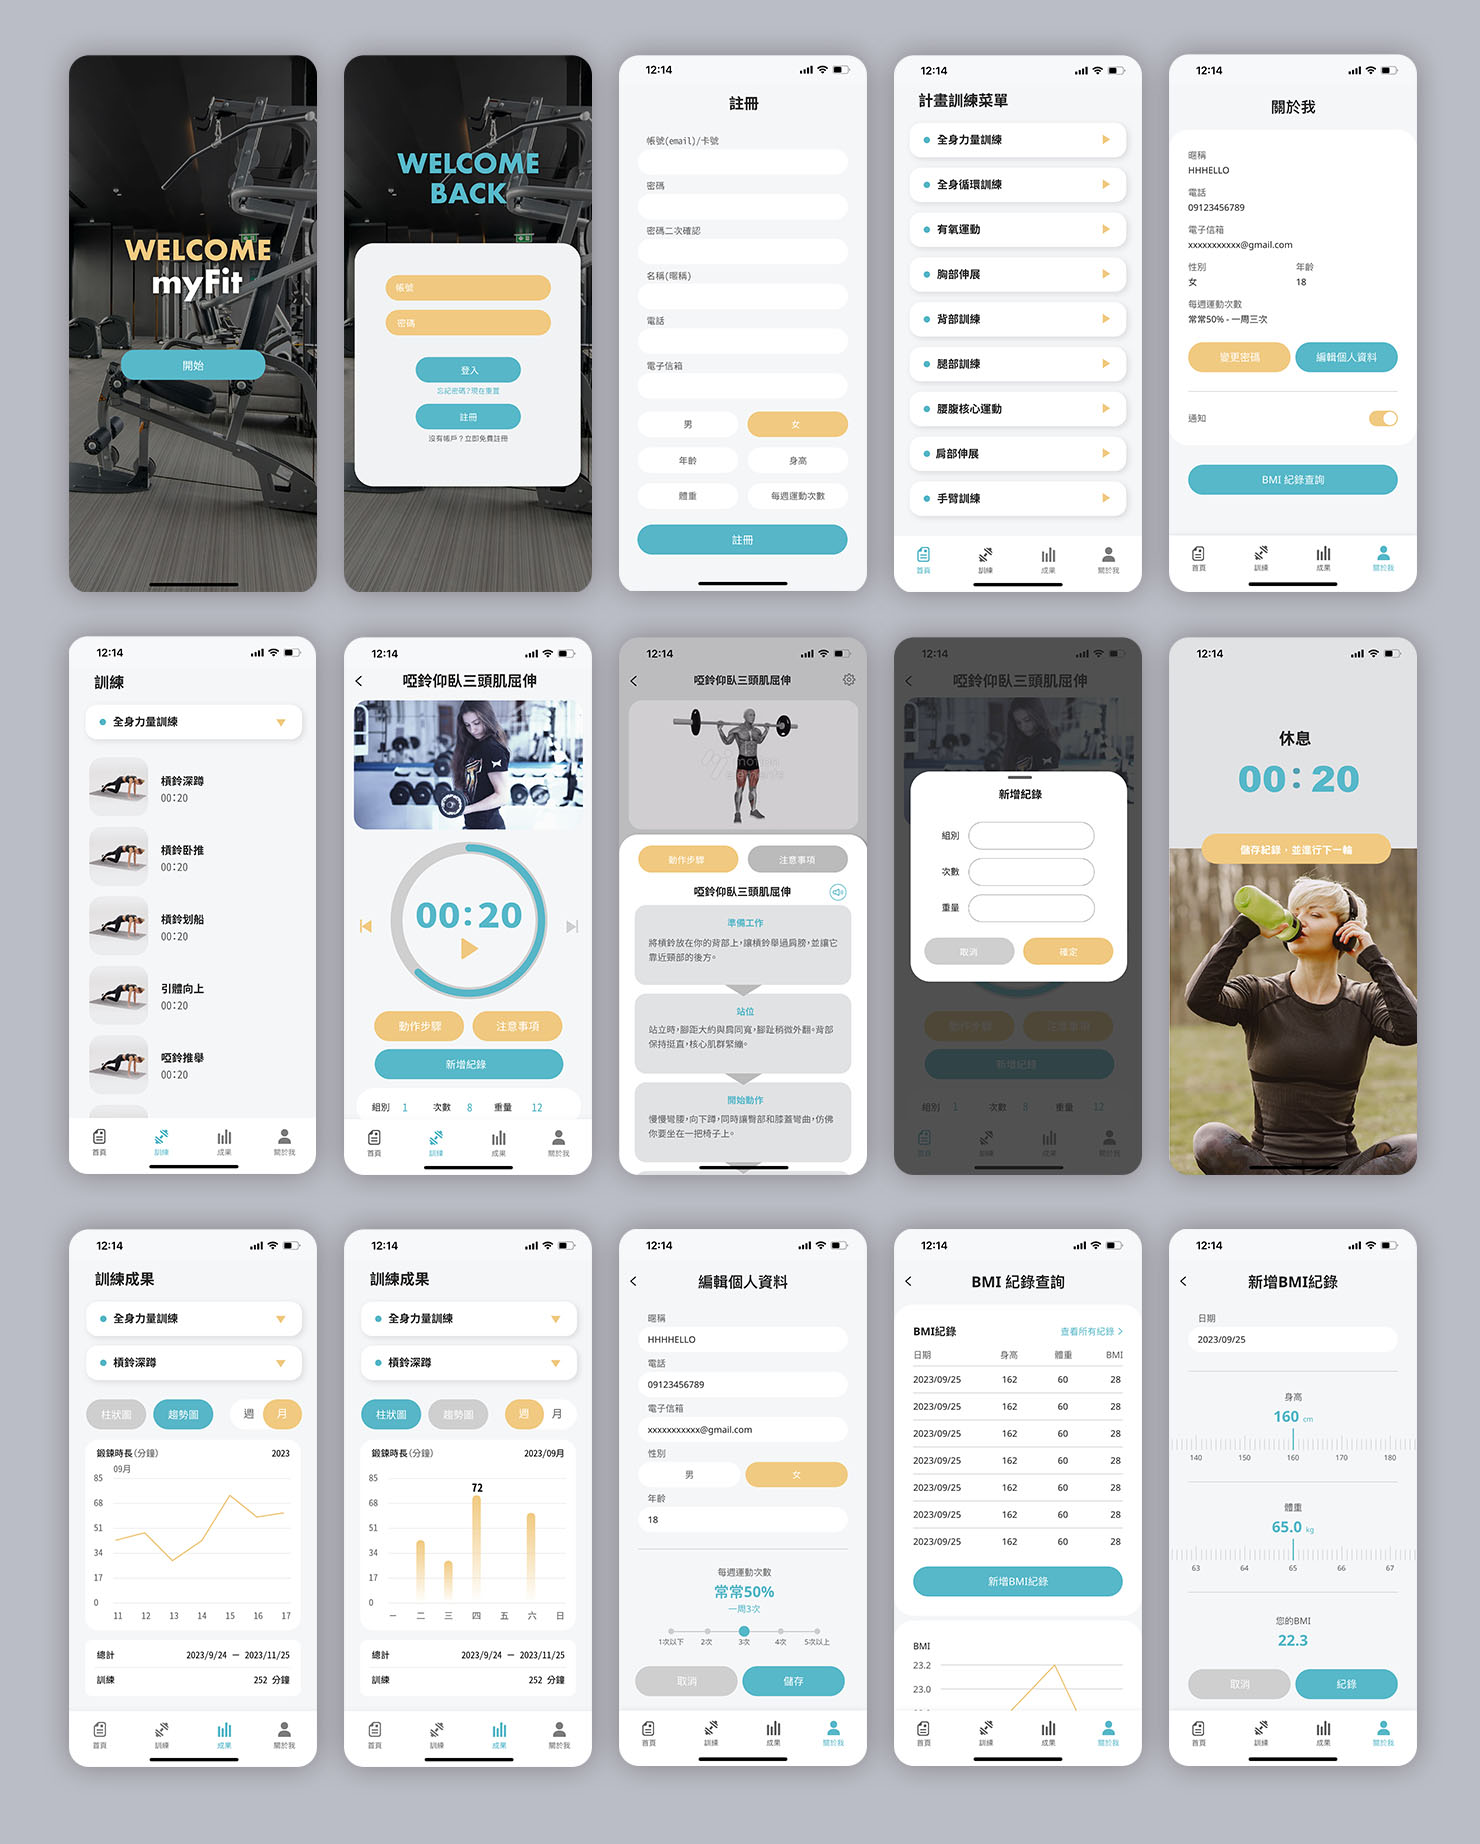 WELCOME
myFit
開始
WELCOME
BACK
帳號
密碼
登入
忘記密碼?現在重置
註冊
沒有帳戶？立即免費註冊
12:14
註冊
帳號(email)/卡號
密碼
密碼二次確認
名稱(暱稱)
電話
電子信箱
男 女
年齡 身高
體重 每週運動次數
註冊
12:14
計畫訓練菜單
全身力量訓練
全身循環訓練
有氧運動
胸部伸展
背部訓練
腿部訓練
腰腹核心運動
肩部伸展
手臂訓練
首頁 訓練 成果 關於我
12:14
關於我
暱稱
HHHELLO
電話
09123456789
電子信箱
xxxxxxxxxxx@gmail.com
性別 年齡
女 18
每週運動次數
常常50% - 一周三次
變更密碼 編輯個人資料
通知
BMI 紀錄查詢
首頁 訓練 成果 關於我
12:14
訓練
全身力量訓練
槓鈴深蹲
00:20
槓鈴卧推
00:20
槓鈴划船
00:20
引體向上
00:20
啞鈴推舉
00:20
首頁 訓練 成果 關於我
12:14
啞鈴仰臥三頭肌屈伸
00:20
動作步驟 注意事項
新增紀錄
組別 1 次數 8 重量 12
首頁 訓練 成果 關於我
12:14
啞鈴仰臥三頭肌屈伸
動作步驟 注意事項
啞鈴仰臥三頭肌屈伸
準備工作
將槓鈴放在你的背部上，讓槓鈴舉過肩膀，並讓它
靠近頸部的後方。
站位
站立時，腳距大約與肩同寬，腳趾稍微外翻。背部
保持挺直，核心肌群緊繃。
開始動作
慢慢彎腰，向下蹲，同時讓臀部和膝蓋彎曲，仿佛
你要坐在一把椅子上。
12:14
啞鈴仰臥三頭肌屈伸
新增紀錄
組別
次數
重量
取消 確定
動作步驟 注意事項
新增紀錄
組別 1 次數 8 重量 12
首頁 訓練 成果 關於我
12:14
休息
00:20
儲存紀錄，並進行下一輪
12:14
訓練成果
全身力量訓練
槓鈴深蹲
柱狀圖 趨勢圖 週 月
鍛鍊時長(分鐘) 2023
09月
85
68
51
34
17
0
11 12 13 14 15 16 17
總計 2023/9/24 — 2023/11/25
訓練 252 分鐘
首頁 訓練 成果 關於我
12:14
訓練成果
全身力量訓練
槓鈴深蹲
柱狀圖 趨勢圖 週 月
鍛鍊時長(分鐘) 2023/09月
85
72
68
51
34
17
0
一 二 三 四 五 六 日
總計 2023/9/24 — 2023/11/25
訓練 252 分鐘
首頁 訓練 成果 關於我
12:14
編輯個人資料
暱稱
HHHHELLO
電話
09123456789
電子信箱
xxxxxxxxxxx@gmail.com
性別
男 女
年齡
18
每週運動次數
常常50%
一周3次
1次以下 2次 3次 4次 5次以上
取消 儲存
首頁 訓練 成果 關於我
12:14
BMI 紀錄查詢
BMI紀錄 查看所有紀錄
日期 身高 體重 BMI
2023/09/25 162 60 28
2023/09/25 162 60 28
2023/09/25 162 60 28
2023/09/25 162 60 28
2023/09/25 162 60 28
2023/09/25 162 60 28
2023/09/25 162 60 28
新增BMI紀錄
BMI
23.2
23.0
首頁 訓練 成果 關於我
12:14
新增BMI紀錄
日期
2023/09/25
身高
160 cm
140 150 160 170 180
體重
65.0 kg
63 64 65 66 67
您的BMI
22.3
取消 紀錄
首頁 訓練 成果 關於我